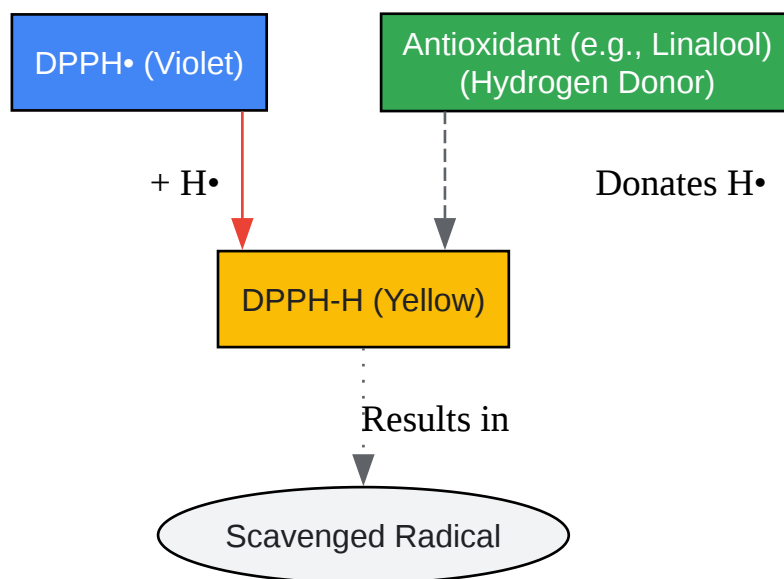 DPPH• (Violet)
Antioxidant (e.g., Linalool)
(Hydrogen Donor)
+ H•
Donates H•
DPPH-H (Yellow)
Results in
Scavenged Radical